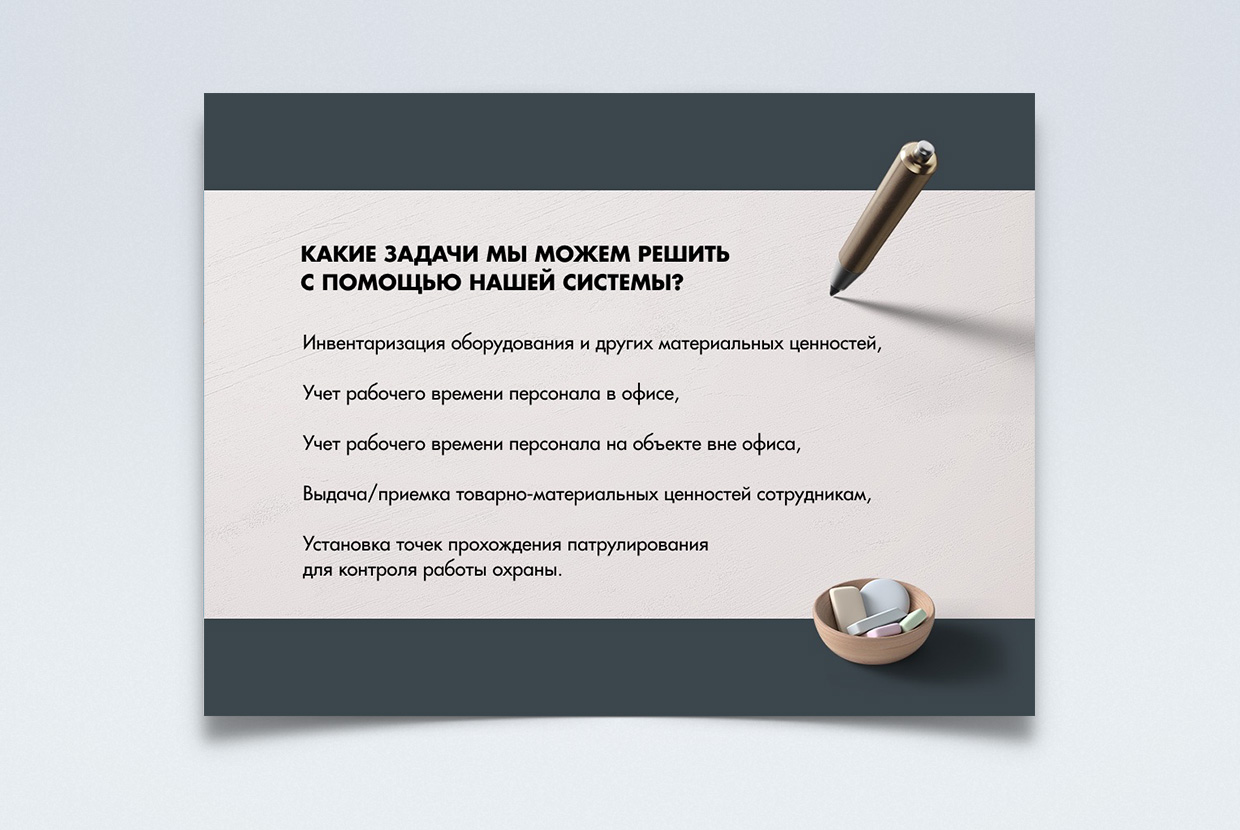 КАКИЕ ЗАДАЧИ МЫ МОЖЕМ РЕШИТЬ
С ПОМОЩЬЮ НАШЕЙ СИСТЕМЫ?
Инвентаризация оборудования и других материальных ценностей,
Учет рабочего времени персонала в офисе,
Учет рабочего времени персонала на объекте вне офиса,
Выдача/приемка товарно-материальных ценностей сотрудникам,
Установка точек прохождения патрулирования
для контроля работы охраны.